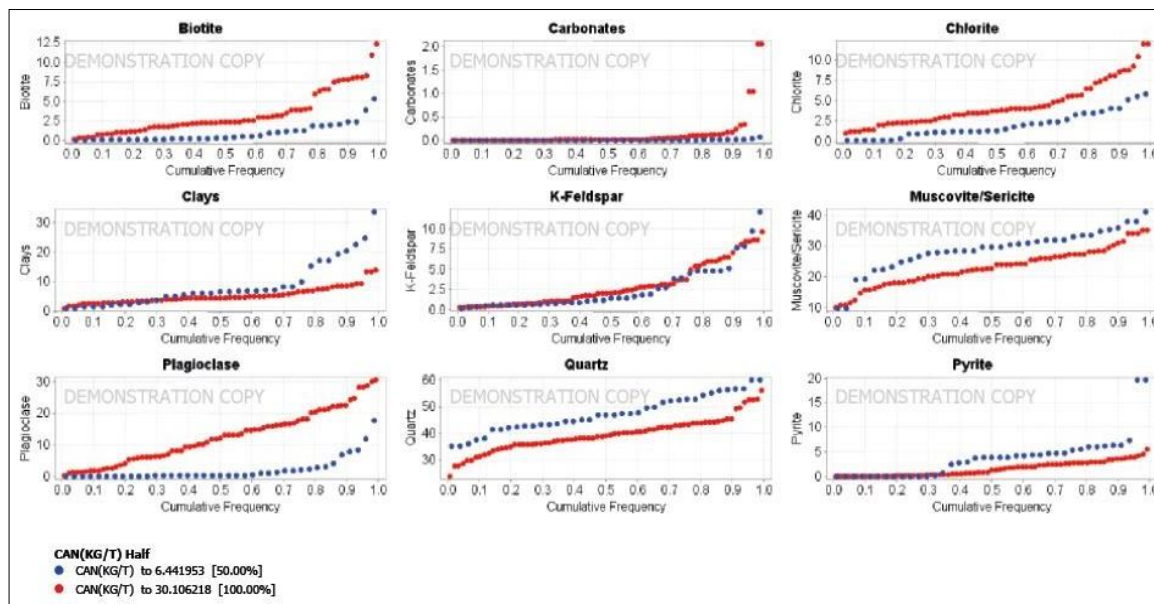 Biotite
DEMONSTRATION COPY
Biotite
12.5
10.0
7.5
5.0
2.5
0.0
0.0 0.1 0.2 0.3 0.4 0.5 0.6 0.7 0.8 0.9 1.0
Cumulative Frequency
Carbonates
DEMONSTRATION COPY
Carbonates
2.0
1.5
1.0
0.5
0.0
0.0 0.1 0.2 0.3 0.4 0.5 0.6 0.7 0.8 0.9 1.0
Cumulative Frequency
Chlorite
DEMONSTRATION COPY
Chlorite
10.0
7.5
5.0
2.5
0.0
0.0 0.1 0.2 0.3 0.4 0.5 0.6 0.7 0.8 0.9 1.0
Cumulative Frequency
Clays
DEMONSTRATION COPY
Clays
30
20
10
0
0.0 0.1 0.2 0.3 0.4 0.5 0.6 0.7 0.8 0.9 1.0
Cumulative Frequency
K-Feldspar
DEMONSTRATION COPY
K-Feldspar
10.0
7.5
5.0
2.5
0.0
0.0 0.1 0.2 0.3 0.4 0.5 0.6 0.7 0.8 0.9 1.0
Cumulative Frequency
Muscovite/Sericite
DEMONSTRATION COPY
Muscovite/Sericite
40
30
20
10
0.0 0.1 0.2 0.3 0.4 0.5 0.6 0.7 0.8 0.9 1.0
Cumulative Frequency
Plagioclase
DEMONSTRATION COPY
Plagioclase
30
20
10
0
0.0 0.1 0.2 0.3 0.4 0.5 0.6 0.7 0.8 0.9 1.0
Cumulative Frequency
Quartz
DEMONSTRATION COPY
Quartz
60
50
40
30
0.0 0.1 0.2 0.3 0.4 0.5 0.6 0.7 0.8 0.9 1.0
Cumulative Frequency
Pyrite
DEMONSTRATION COPY
Pyrite
20
15
10
5
0
0.0 0.1 0.2 0.3 0.4 0.5 0.6 0.7 0.8 0.9 1.0
Cumulative Frequency
CAN(KG/T) Half
CAN(KG/T) to 6.441953 [50.00%]
CAN(KG/T) to 30.106218 [100.00%]